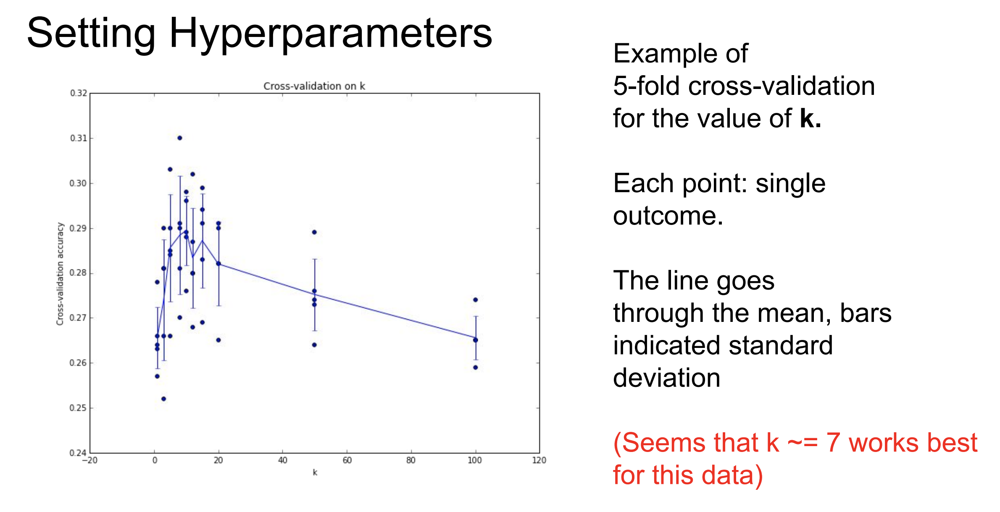 Setting Hyperparameters
Cross-validation on k
0.32
0.31
0.30
0.29
0.28
0.27
0.26
0.25
0.24
Cross-validation accuracy
−20
0
20
40
60
80
100
120
k
Example of
5-fold cross-validation
for the value of k.
Each point: single
outcome.
The line goes
through the mean, bars
indicated standard
deviation
(Seems that k ~= 7 works best
for this data)